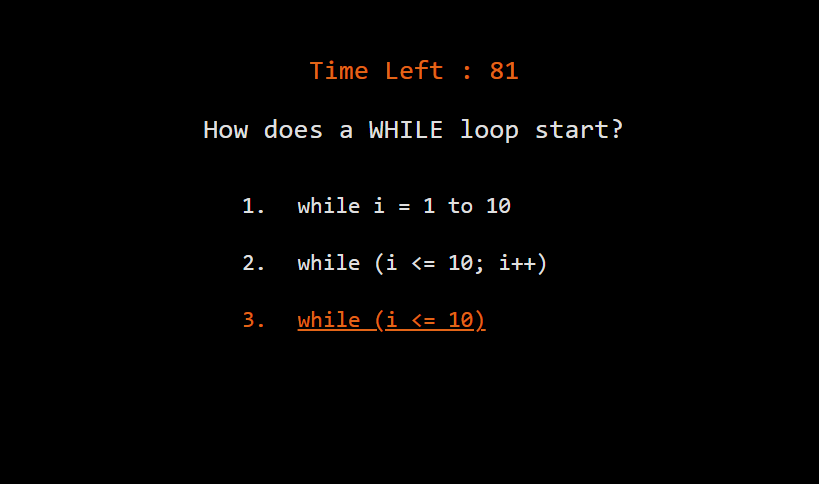 Time Left : 81
How does a WHILE loop start?
1. while i = 1 to 10
2. while (i <= 10; i++)
3. while (i <= 10)